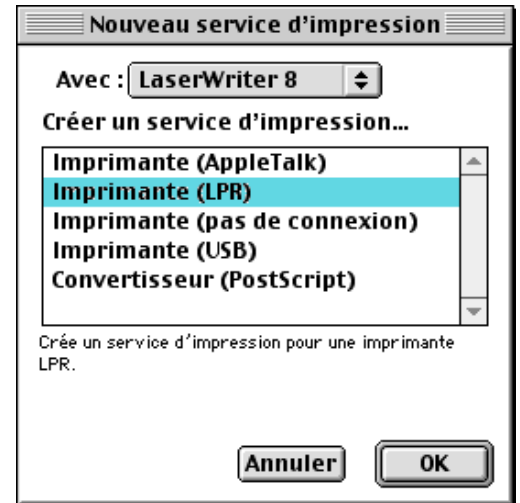 Nouveau service d'impression
Avec : LaserWriter 8
Créer un service d'impression...
Imprimante (AppleTalk)
Imprimante (LPR)
Imprimante (pas de connexion)
Imprimante (USB)
Convertisseur (PostScript)
Crée un service d'impression pour une imprimante
LPR.
Annuler OK